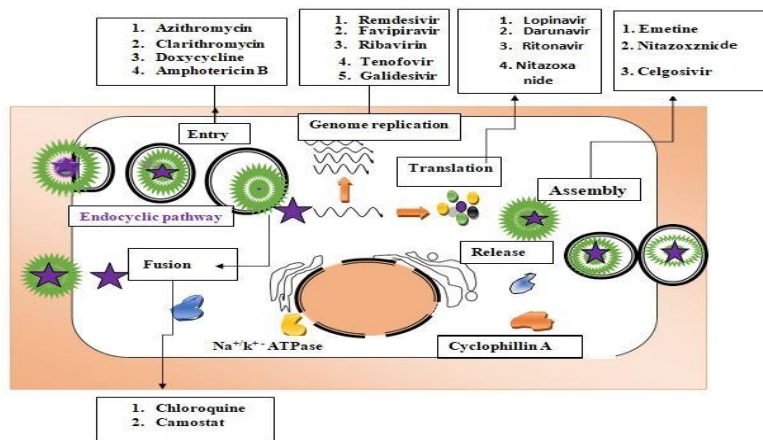 1. Azithromycin
2. Clarithromycin
3. Doxycycline
4. Amphotericin B
1. Remdesivir
2. Favipiravir
3. Ribavirin
4. Tenofovir
5. Galidesivir
1. Lopinavir
2. Darunavir
3. Ritonavir
4. Nitazoxa
nide
1. Emetine
2. Nitazoxznicde
3. Celgosivir
Entry
Genome replication
Translation
Assembly
Endocyclic pathway
Release
Fusion
Na+/k+- ATPase
Cyclophillin A
1. Chloroquine
2. Camostat